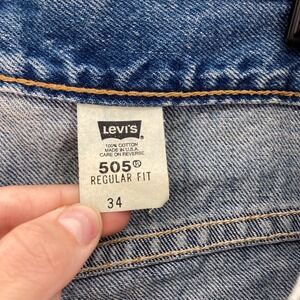 LEVI'S
100% COTTON
MADE IN U.S.A.
CARE ON REVERSE
505®
REGULAR FIT
34